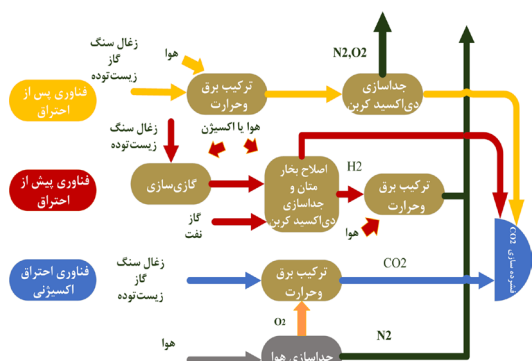 زغال سنگ
گاز
زیست‌توده
هوا
N2,O2
فناوری پس از
احتراق
ترکیب برق
وحرارت
جداسازی
دی‌اکسید کربن
زغال سنگ
زیست‌توده
هوا یا اکسیژن
فناوری پیش از
احتراق
گازی‌سازی
اصلاح بخار
متان و
جداسازی
دی‌اکسید کربن
H2
ترکیب برق
وحرارت
گاز
نفت
هوا
فشرده سازی CO2
فناوری احتراق
اکسیژنی
زغال سنگ
گاز
زیست‌توده
ترکیب برق
وحرارت
CO2
O2
هوا
جداسازی هوا
N2